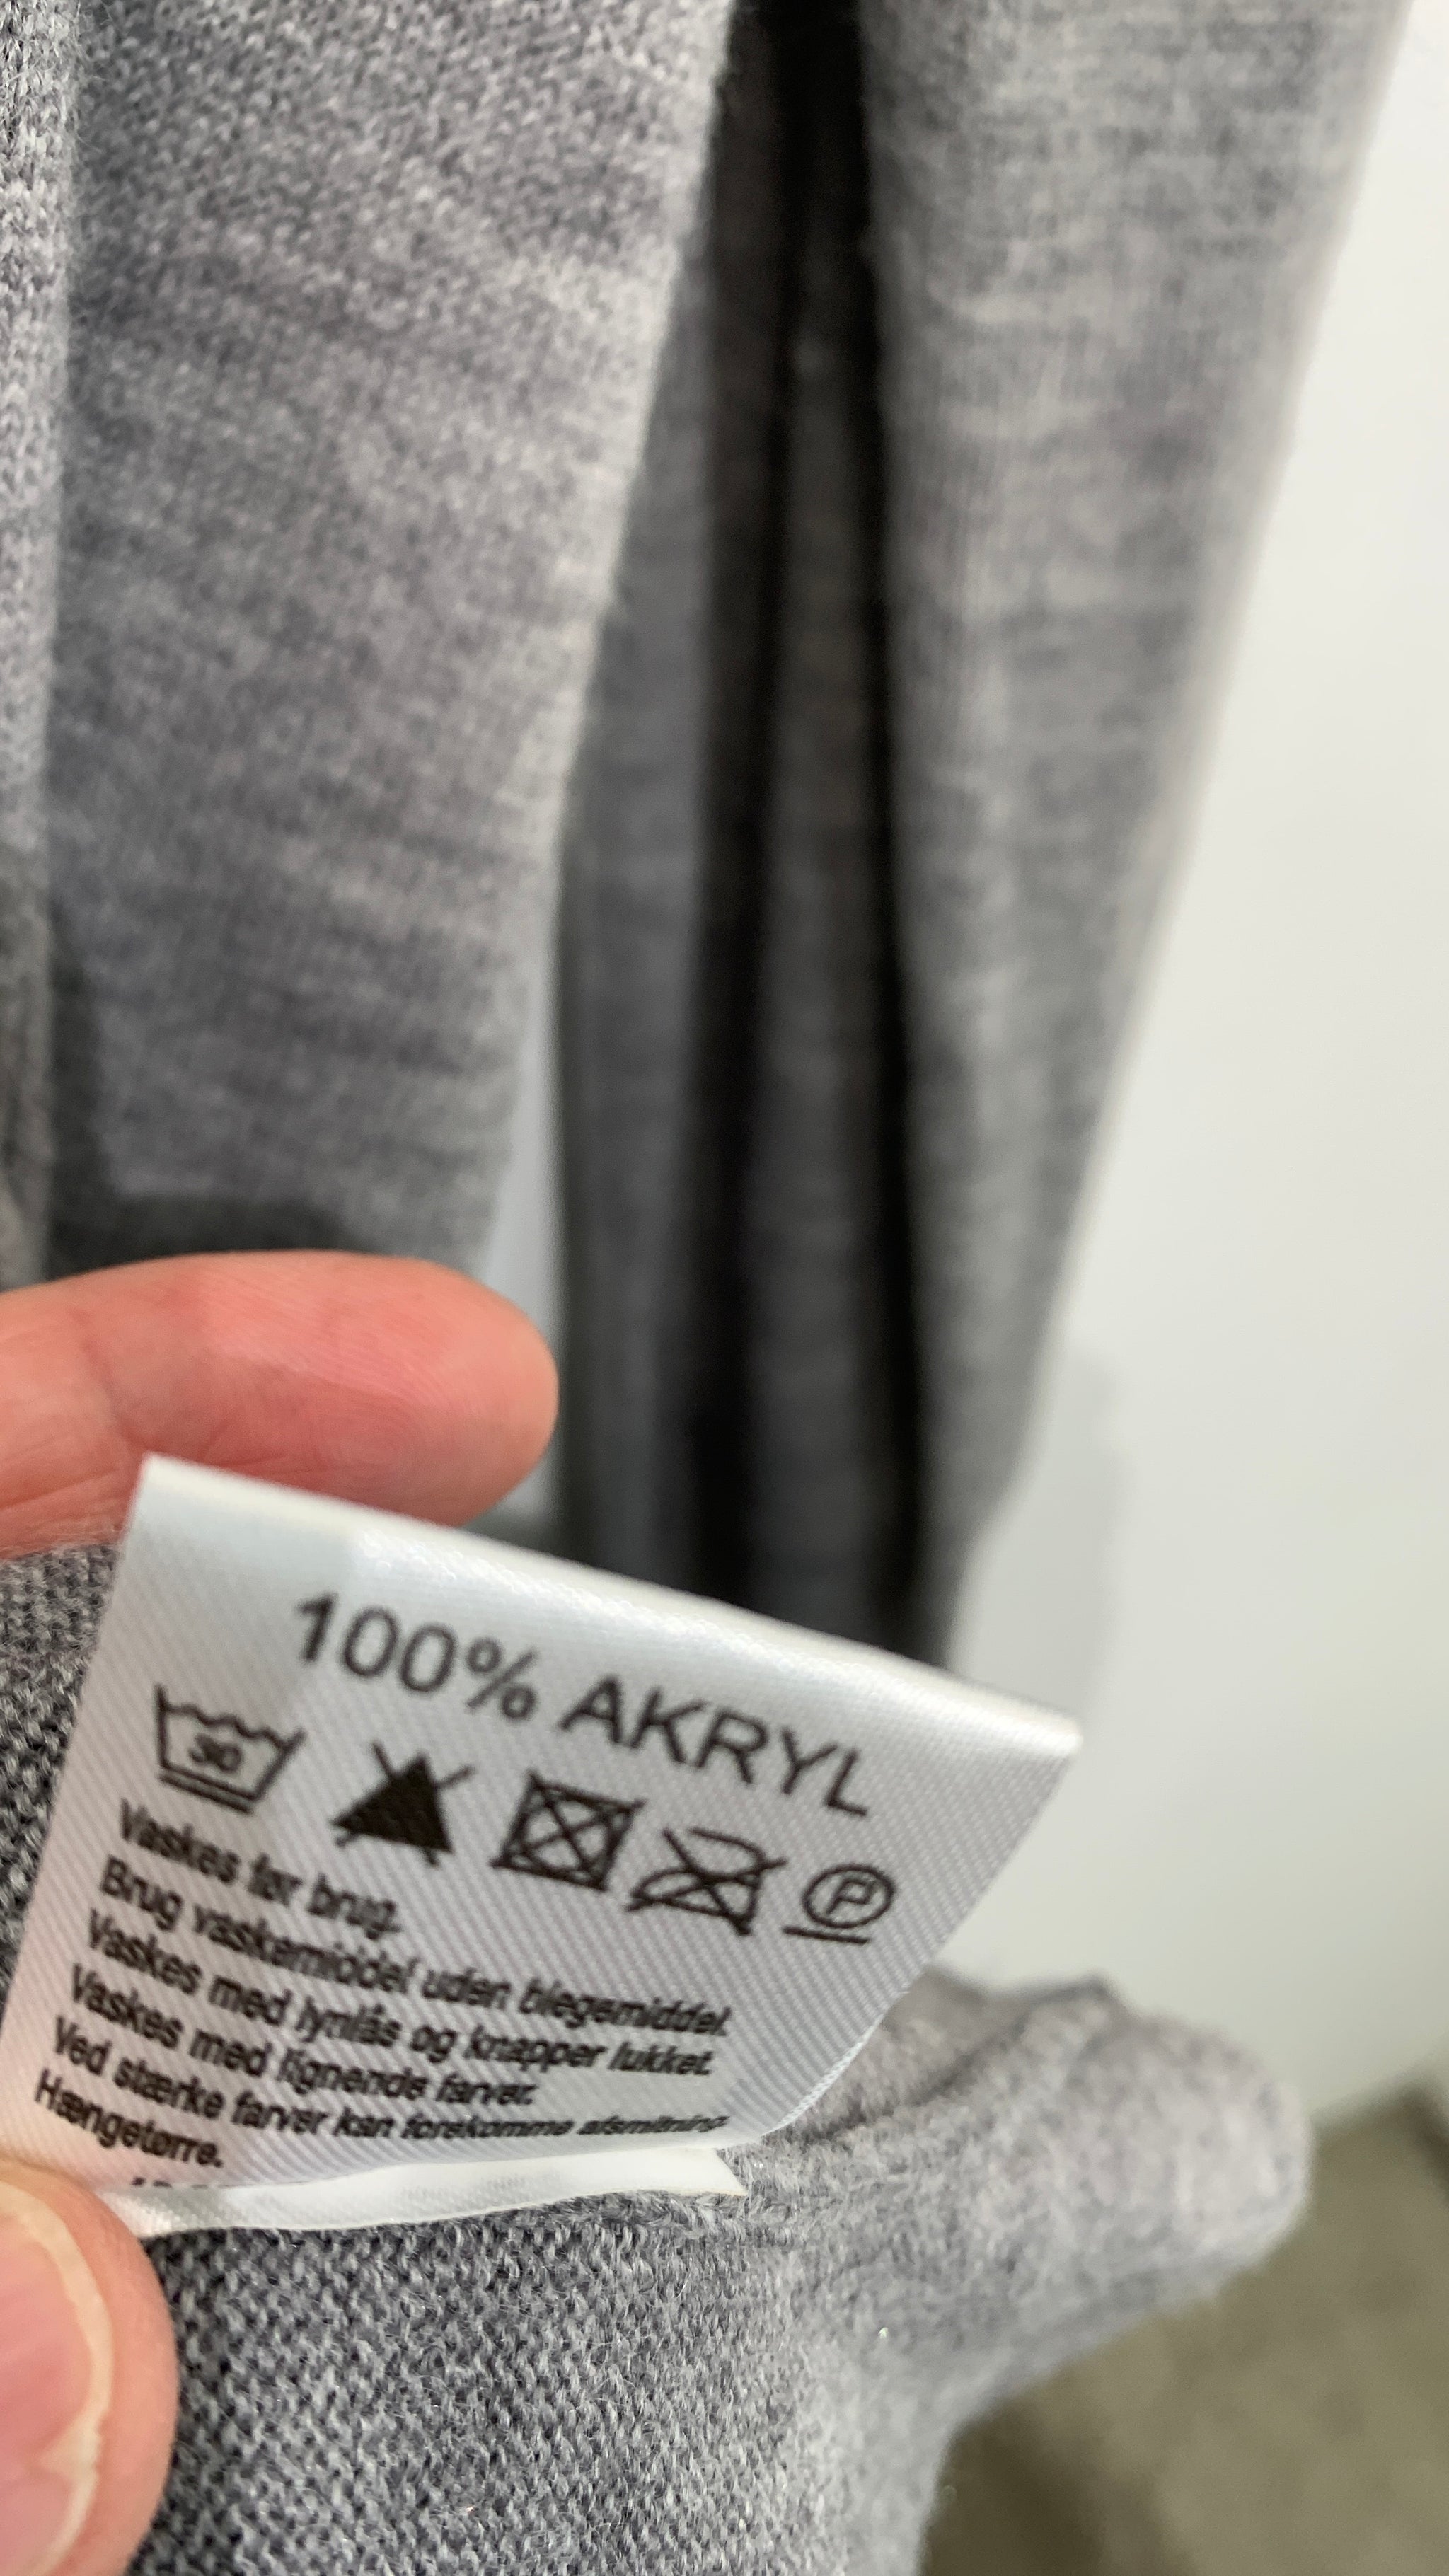 100% AKRYL
30 P
Vaskes før brug.
Brug vaskemiddel uden blegemiddel.
Vaskes med lynlås og knapper lukket.
Vaskes med lignende farver.
Ved stærke farver kan forekomme afsmitning
Hængetørre.